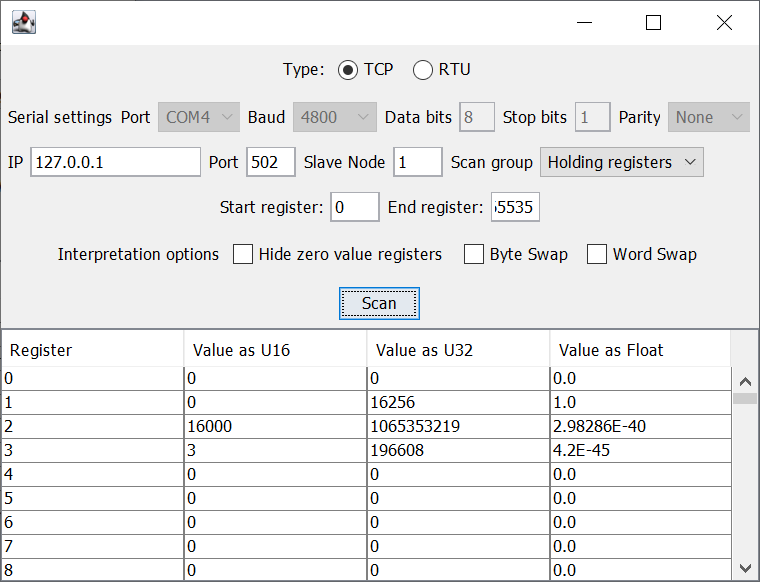 Type: TCP RTU
Serial settings Port COM4 Baud 4800 Data bits 8 Stop bits 1 Parity None
IP 127.0.0.1 Port 502 Slave Node 1 Scan group Holding registers
Start register: 0 End register: 5535
Interpretation options Hide zero value registers Byte Swap Word Swap
Scan
Register Value as U16 Value as U32 Value as Float
0 0 0 0.0
1 0 16256 1.0
2 16000 1065353219 2.98286E-40
3 3 196608 4.2E-45
4 0 0 0.0
5 0 0 0.0
6 0 0 0.0
7 0 0 0.0
8 0 0 0.0